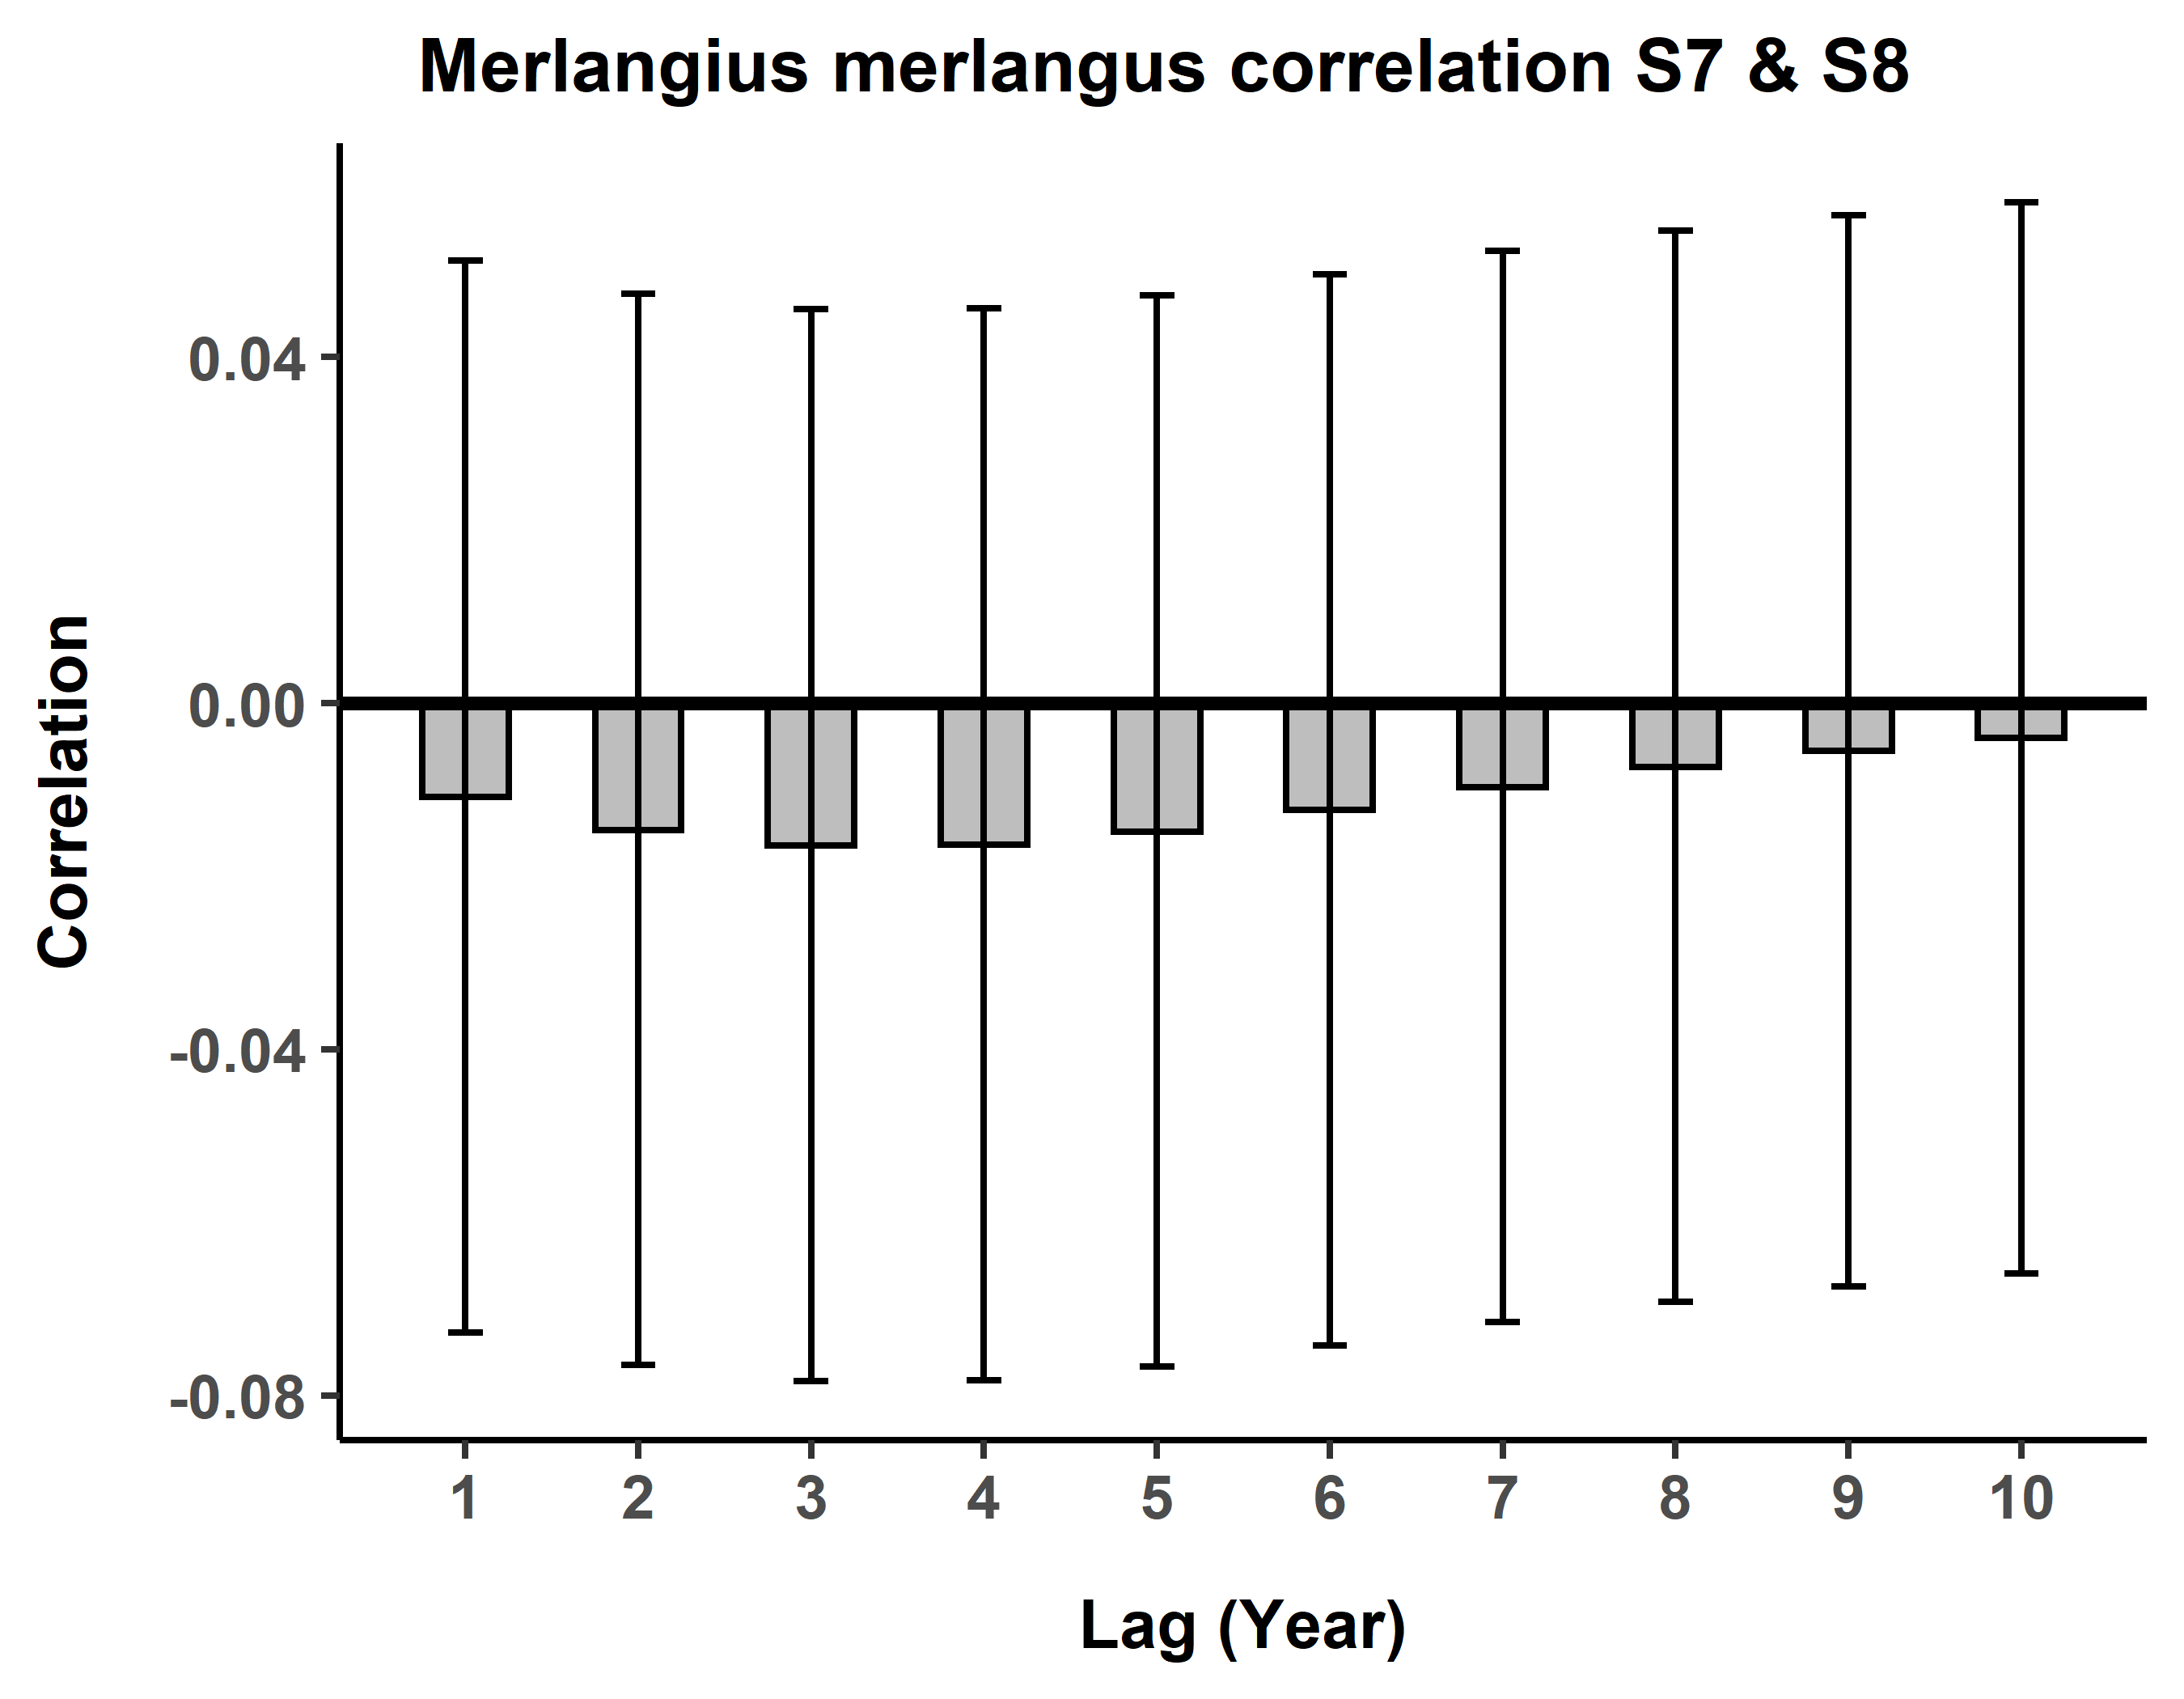 Merlangius merlangus correlation S7 & S8
Correlation
0.04
0.00
-0.04
-0.08
1 2 3 4 5 6 7 8 9 10
Lag (Year)